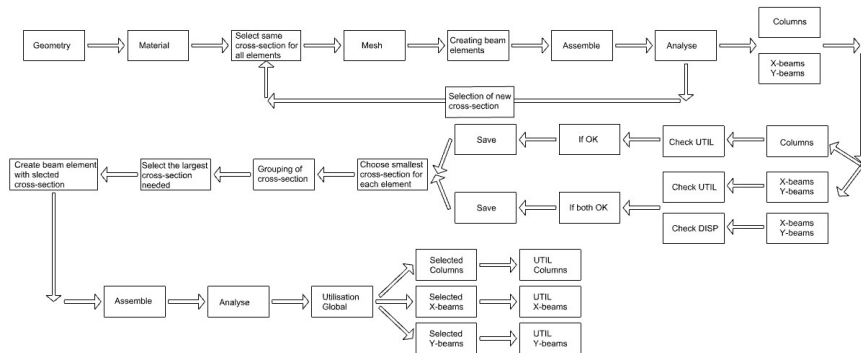 Geometry
Material
Select same
cross-section for
all elements
Mesh
Creating beam
elements
Assemble
Analyse
Columns
X-beams
Y-beams
Selection of new
cross-section
Create beam element
with slected
cross-section
Select the largest
cross-section
needed
Grouping of
cross-section
Choose smallest
cross-section for
each element
Save
If OK
Check UTIL
Columns
Save
If both OK
Check UTIL
X-beams
Y-beams
Check DISP
X-beams
Y-beams
Assemble
Analyse
Utilisation
Global
Selected
Columns
UTIL
Columns
Selected
X-beams
UTIL
X-beams
Selected
Y-beams
UTIL
Y-beams